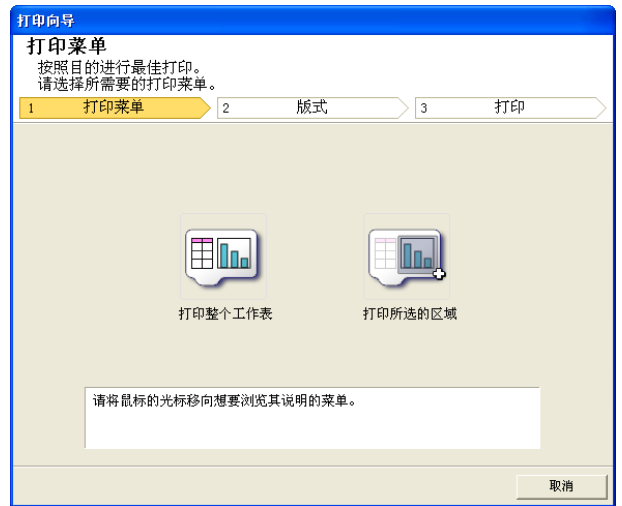 打印向导
打印菜单
按照目的进行最佳打印。
请选择所需要的打印菜单。
1 打印菜单 2 版式 3 打印
打印整个工作表 打印所选的区域
请将鼠标的光标移向想要浏览其说明的菜单。
取消